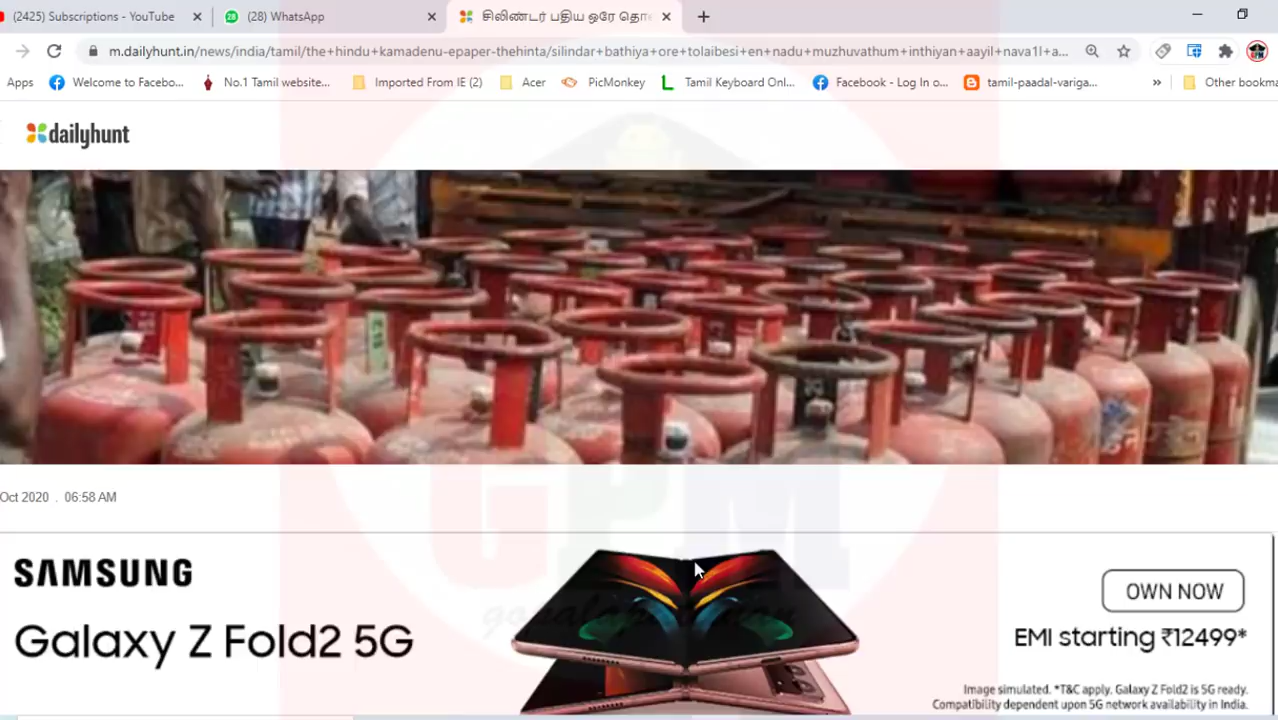 (2425) Subscriptions - YouTube
(28) WhatsApp
சிலிண்டர் பதிய ஒரே தொ
m.dailyhunt.in/news/india/tamil/the+hindu+kamadenu-epaper-thehinta/silindar+bathiya+ore+tolaibesi+en+nadu+muzhuvathum+inthiyan+aayil+nava1l+a...
Apps
Welcome to Facebo...
No.1 Tamil website...
Imported From IE (2)
Acer
PicMonkey
Tamil Keyboard Onl...
Facebook - Log In o...
tamil-paadal-variga...
»
Other bookma
dailyhunt
Oct 2020 . 06:58 AM
GPM
SAMSUNG
Galaxy Z Fold2 5G
OWN NOW
EMI starting ₹12499*
Image simulated. *T&C apply. Galaxy Z Fold2 is 5G ready.
Compatibility dependent upon 5G network availability in India.